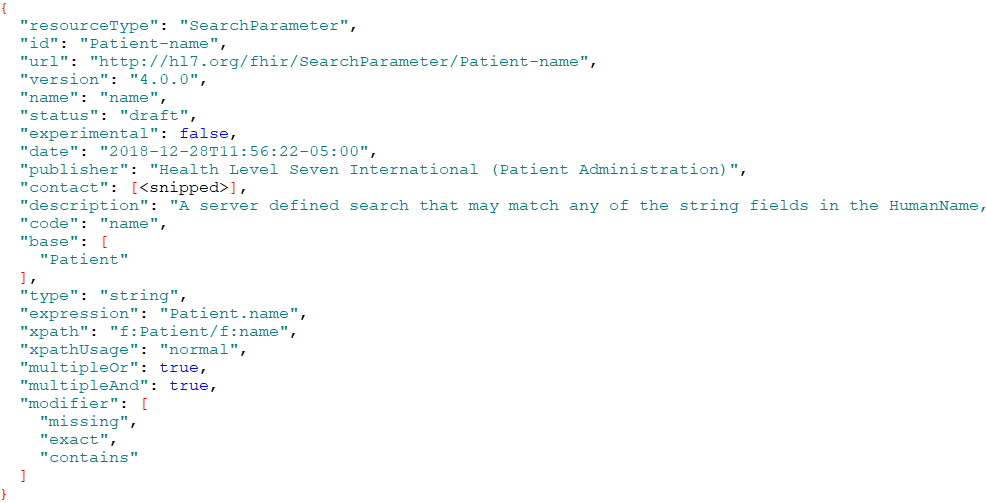 {
  "resourceType": "SearchParameter",
  "id": "Patient-name",
  "url": "http://hl7.org/fhir/SearchParameter/Patient-name",
  "version": "4.0.0",
  "name": "name",
  "status": "draft",
  "experimental": false,
  "date": "2018-12-28T11:56:22-05:00",
  "publisher": "Health Level Seven International (Patient Administration)",
  "contact": [<snipped>],
  "description": "A server defined search that may match any of the string fields in the HumanName,
  "code": "name",
  "base": [
    "Patient"
  ],
  "type": "string",
  "expression": "Patient.name",
  "xpath": "f:Patient/f:name",
  "xpathUsage": "normal",
  "multipleOr": true,
  "multipleAnd": true,
  "modifier": [
    "missing",
    "exact",
    "contains"
  ]
}